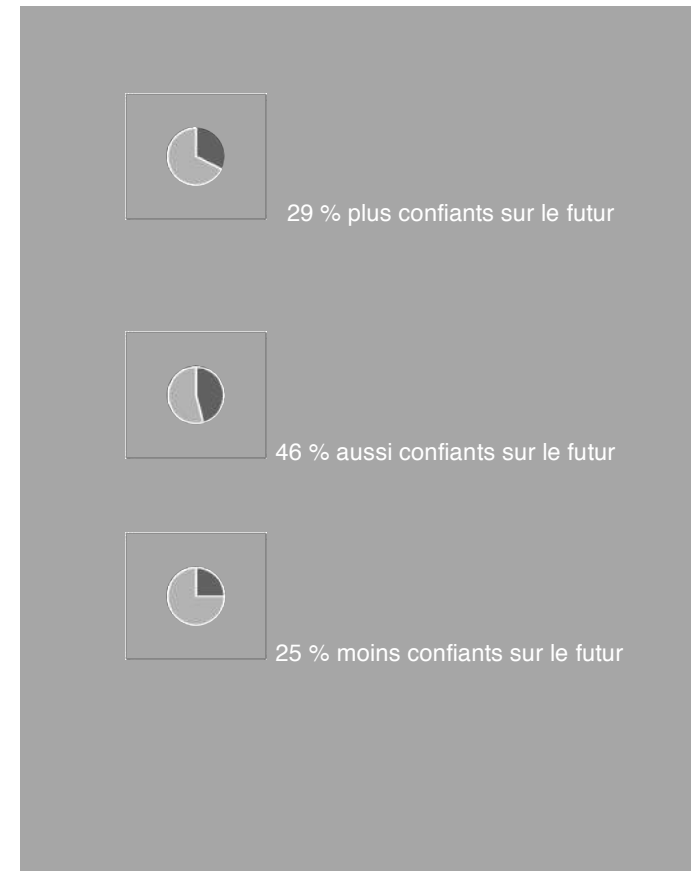 29 % plus confiants sur le futur
46 % aussi confiants sur le futur
25 % moins confiants sur le futur